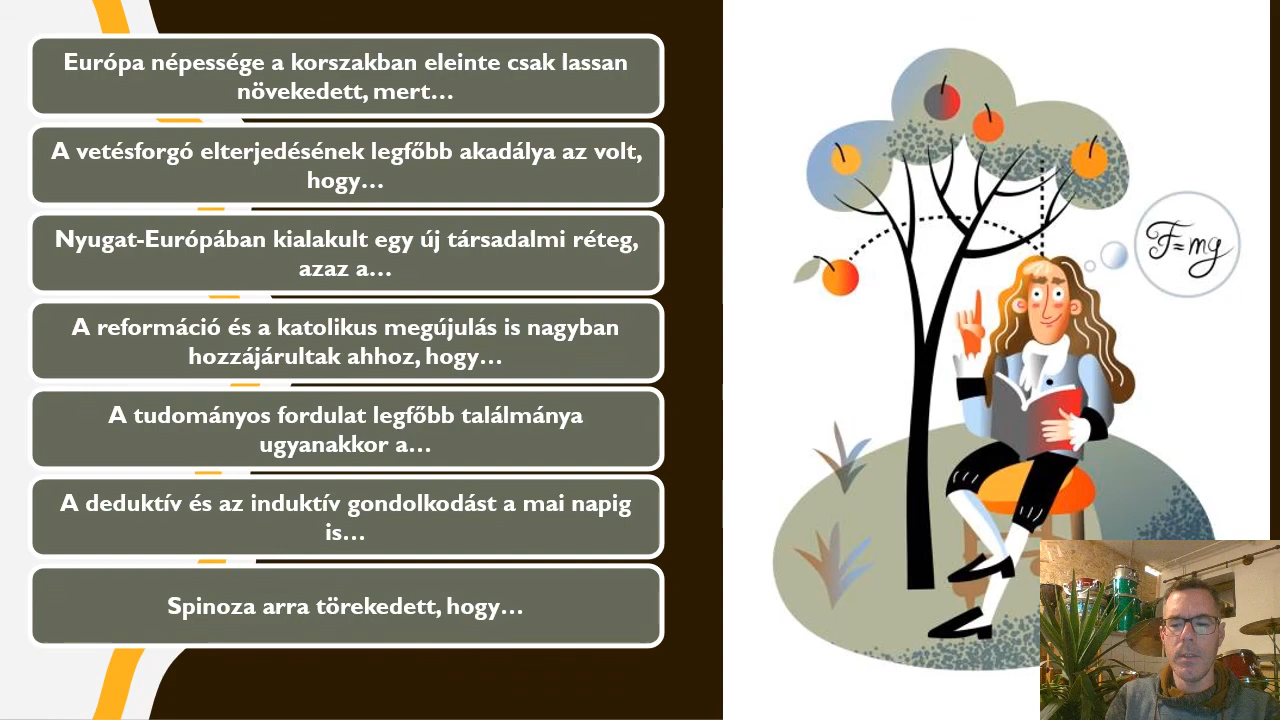 Európa népessége a korszakban eleinte csak lassan
növekedett, mert…
A vetésforgó elterjedésének legfőbb akadálya az volt,
hogy…
Nyugat-Európában kialakult egy új társadalmi réteg,
azaz a…
A reformáció és a katolikus megújulás is nagyban
hozzájárultak ahhoz, hogy…
A tudományos fordulat legfőbb találmánya
ugyanakkor a…
A deduktív és az induktív gondolkodást a mai napig
is…
Spinoza arra törekedett, hogy…
F=mg